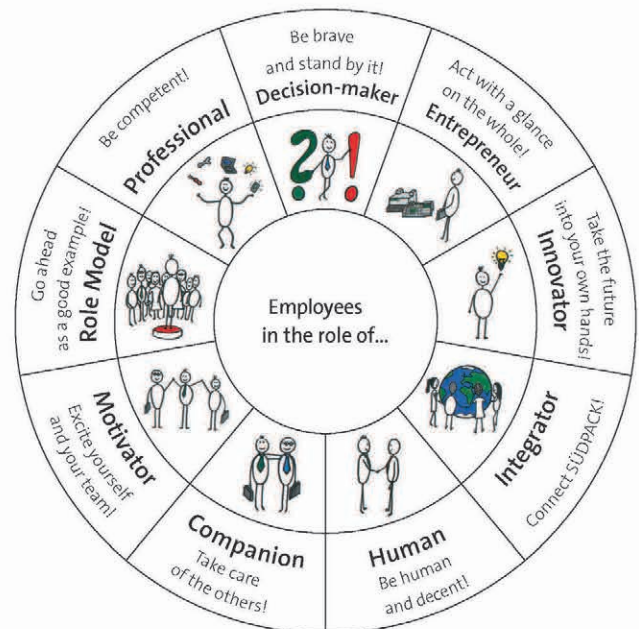 Employees
in the role of...
Be brave
and stand by it!
Decision-maker
Act with a glance
on the whole!
Entrepreneur
Take the future
into your own hands!
Innovator
Integrator
Connect SÜDPACK!
Human
Be human
and decent!
Companion
Take care
of the others!
Motivator
Excite yourself
and your team!
Go ahead
as a good example!
Role Model
Be competent!
Professional
?!